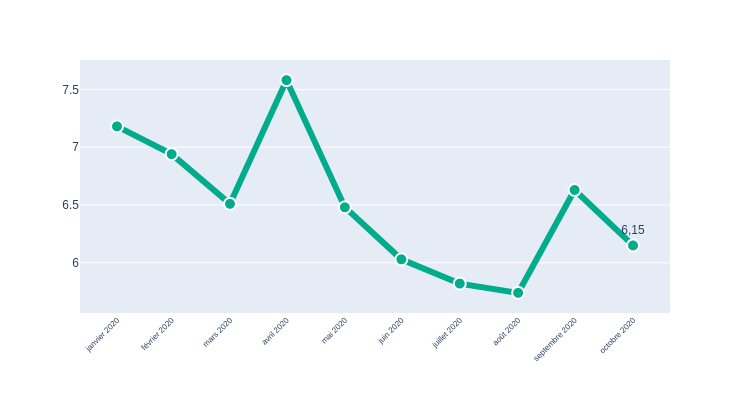 7.5
7
6.5
6
6,15
janvier 2020
février 2020
mars 2020
avril 2020
mai 2020
juin 2020
juillet 2020
août 2020
septembre 2020
octobre 2020